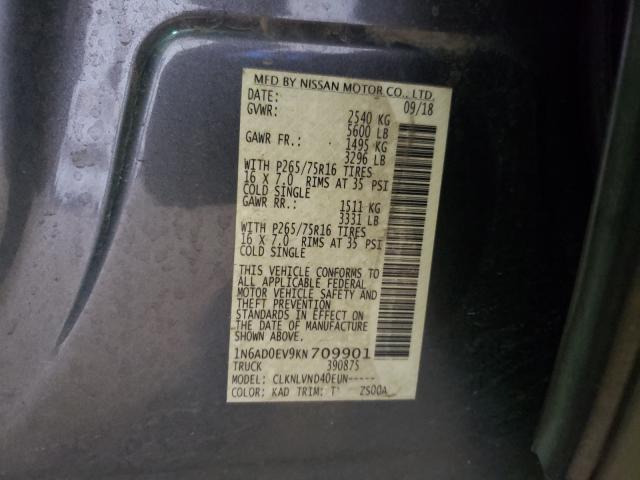 MFD BY NISSAN MOTOR CO., LTD.
DATE: 09/18
GVWR: 2540 KG
5600 LB
GAWR FR.: 1495 KG
3296 LB
WITH P265/75R16 TIRES
16 X 7.0 RIMS AT 35 PSI
COLD SINGLE
GAWR RR.: 1511 KG
3331 LB
WITH P265/75R16 TIRES
16 X 7.0 RIMS AT 35 PSI
COLD SINGLE
THIS VEHICLE CONFORMS TO
ALL APPLICABLE FEDERAL
MOTOR VEHICLE SAFETY AND
THEFT PREVENTION
STANDARDS IN EFFECT ON
THE DATE OF MANUFACTURE
SHOWN ABOVE.
1N6AD0EV9KN709901
TRUCK 390875
MODEL: CLKNLVND40EUN-----
COLOR: KAD TRIM: T ZS00A